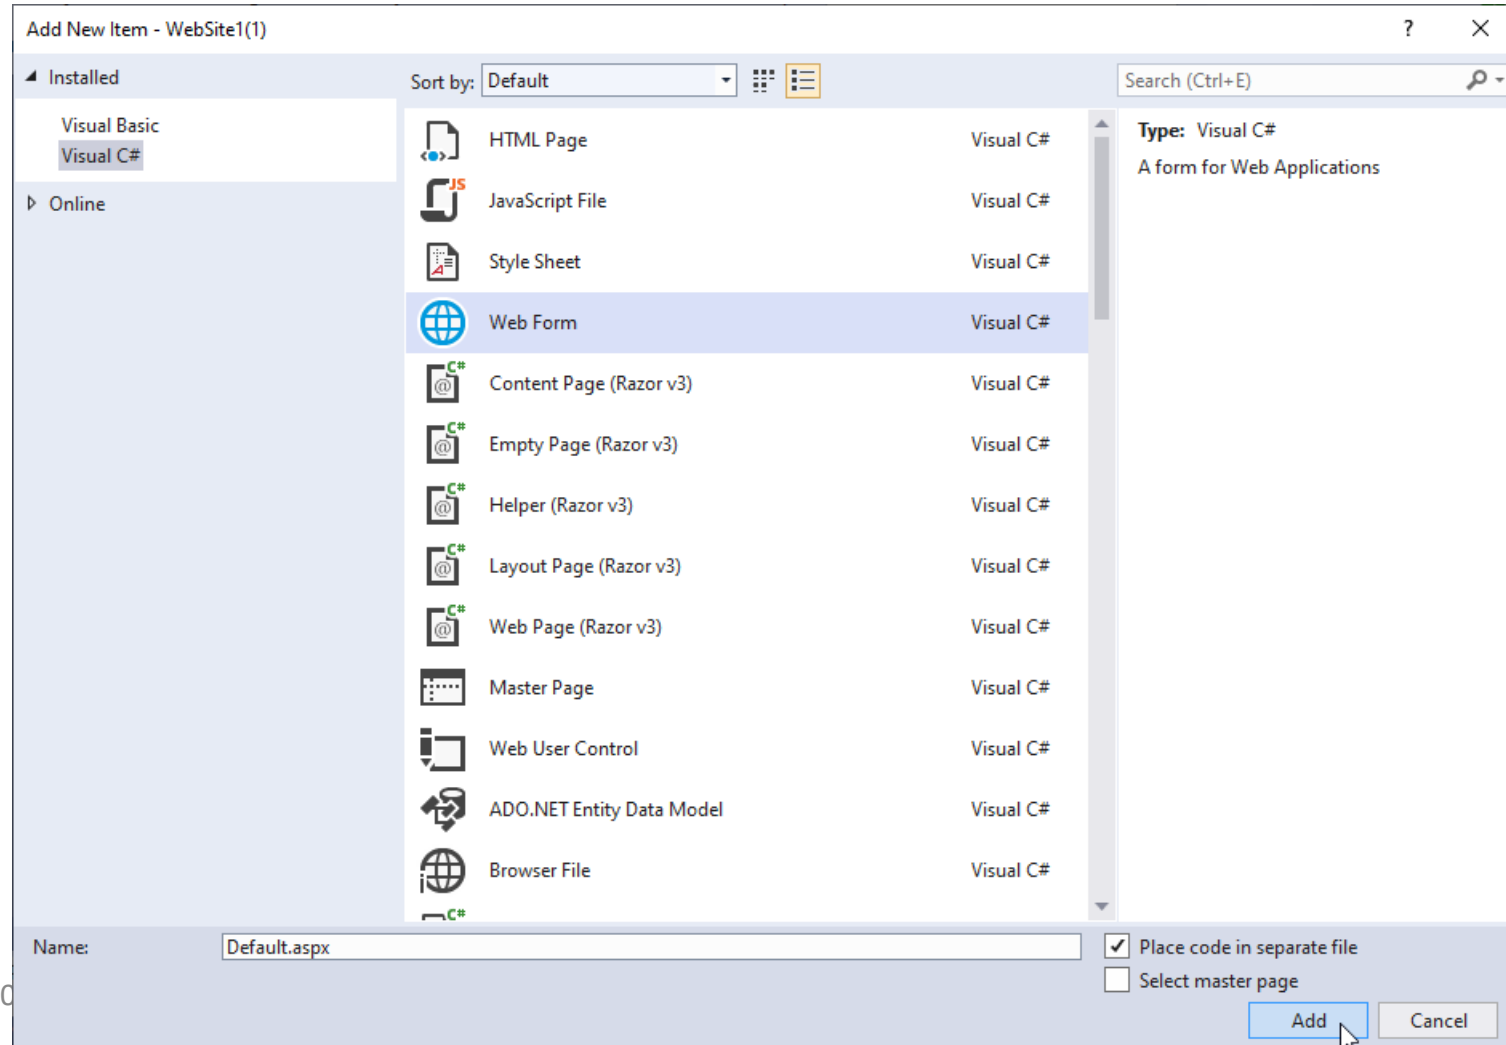 Add New Item - WebSite1(1)
?
Installed
Visual Basic
Visual C#
Online
Sort by: Default
Search (Ctrl+E)
HTML Page Visual C#
JavaScript File Visual C#
Style Sheet Visual C#
Web Form Visual C#
Content Page (Razor v3) Visual C#
Empty Page (Razor v3) Visual C#
Helper (Razor v3) Visual C#
Layout Page (Razor v3) Visual C#
Web Page (Razor v3) Visual C#
Master Page Visual C#
Web User Control Visual C#
ADO.NET Entity Data Model Visual C#
Browser File Visual C#
Type: Visual C#
A form for Web Applications
Name: Default.aspx
Place code in separate file
Select master page
Add Cancel